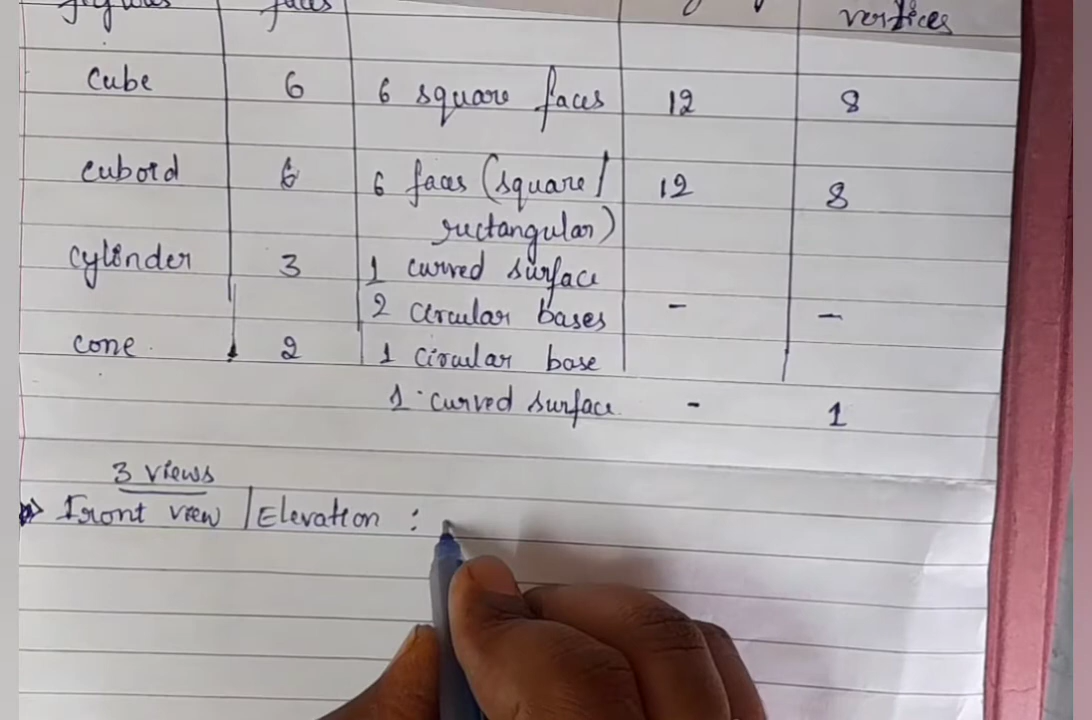 figures faces vertices
cube 6 6 square faces 12 8
cuboid 6 6 faces (square/ 12 8
rectangular)
cylinder 3 1 curved surface
2 circular bases - -
cone 2 1 circular base
1 curved surface - 1
3 views
Front view / Elevation :